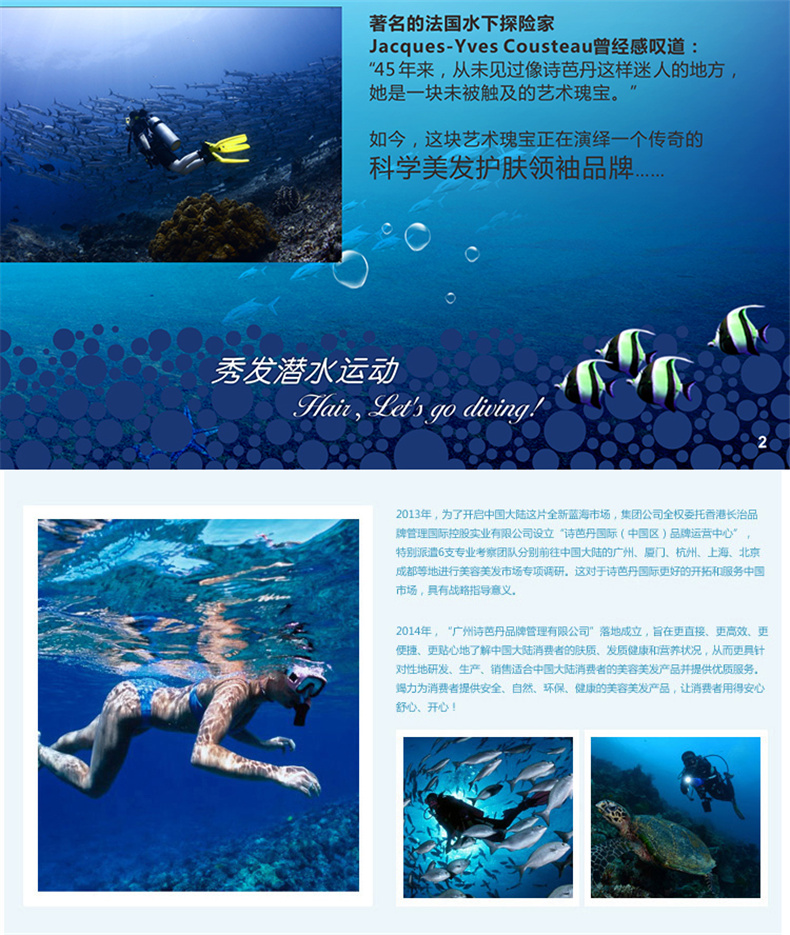 著名的法国水下探险家
Jacques-Yves Cousteau曾经感叹道：
“45年来，从未见过像诗芭丹这样迷人的地方，
她是一块未被触及的艺术瑰宝。”
如今，这块艺术瑰宝正在演绎一个传奇的
科学美发护肤领袖品牌......
秀发潜水运动
Hair, Let's go diving!
2
2013年，为了开启中国大陆这片全新蓝海市场，集团公司全权委托香港长治品
牌管理国际控股实业有限公司设立“诗芭丹国际（中国区）品牌运营中心”，
特别派遣6支专业考察团队分别前往中国大陆的广州、厦门、杭州、上海、北京
成都等地进行美容美发市场专项调研。这对于诗芭丹国际更好的开拓和服务中国
市场，具有战略指导意义。
2014年，“广州诗芭丹品牌管理有限公司”落地成立，旨在更直接、更高效、更
便捷、更贴心地了解中国大陆消费者的肤质、发质健康和营养状况，从而更具针
对性地研发、生产、销售适合中国大陆消费者的美容美发产品并提供优质服务。
竭力为消费者提供安全、自然、环保、健康的美容美发产品，让消费者用得安心
舒心、开心！